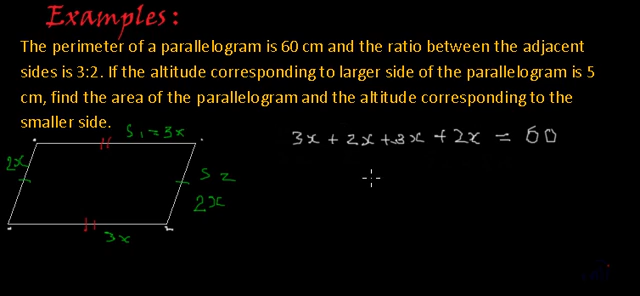 Examples:
The perimeter of a parallelogram is 60 cm and the ratio between the adjacent
sides is 3:2. If the altitude corresponding to larger side of the parallelogram is 5
cm, find the area of the parallelogram and the altitude corresponding to the
smaller side.
S1 = 3x
3x + 2x + 3x + 2x = 60
2x
S2
2x
3x